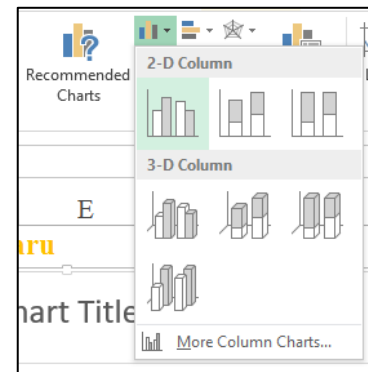 Recommended
Charts
2-D Column
3-D Column
E
aru
hart Title
More Column Charts...